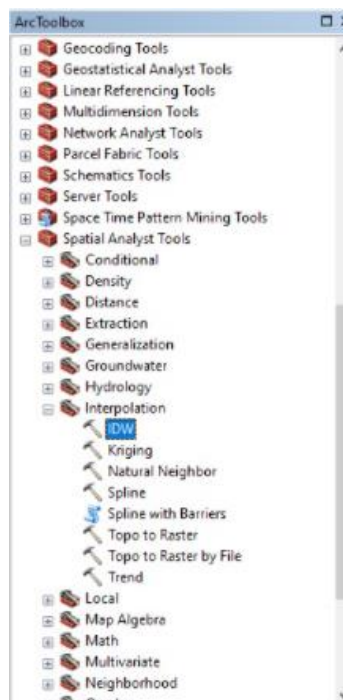 ArcToolbox
Geocoding Tools
Geostatistical Analyst Tools
Linear Referencing Tools
Multidimension Tools
Network Analyst Tools
Parcel Fabric Tools
Schematics Tools
Server Tools
Space Time Pattern Mining Tools
Spatial Analyst Tools
Conditional
Density
Distance
Extraction
Generalization
Groundwater
Hydrology
Interpolation
IDW
Kriging
Natural Neighbor
Spline
Spline with Barriers
Topo to Raster
Topo to Raster by File
Trend
Local
Map Algebra
Math
Multivariate
Neighborhood